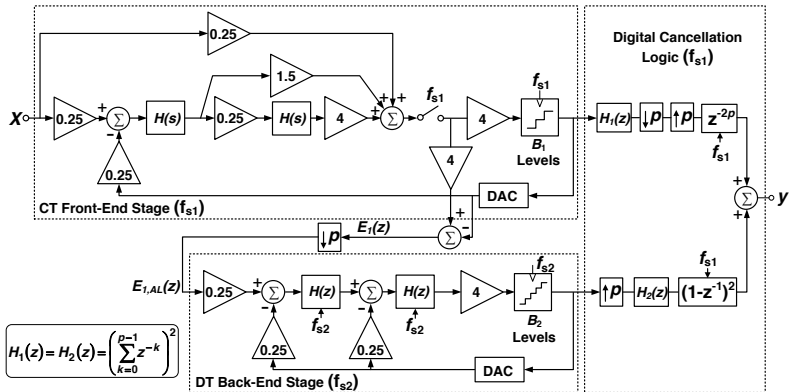 Digital Cancellation
Logic (fs1)
0.25
1.5
fs1
fs1
X
0.25
+
Σ
-
H(s)
0.25
H(s)
4
+
+
+
Σ
4
B1
Levels
H1(z)
↓p
↑p
z^-2p
fs1
0.25
4
DAC
CT Front-End Stage (fs1)
+
Σ
-
E1(z)
↓p
+
Σ
+
y
E1,AL(z)
0.25
+
Σ
-
H(z)
fs2
+
Σ
-
H(z)
fs2
4
fs2
B2
Levels
↑p
H2(z)
fs1
(1-z^-1)^2
0.25
0.25
DAC
DT Back-End Stage (fs2)
H1(z) = H2(z) = (∑_{k=0}^{p-1} z^-k)^2